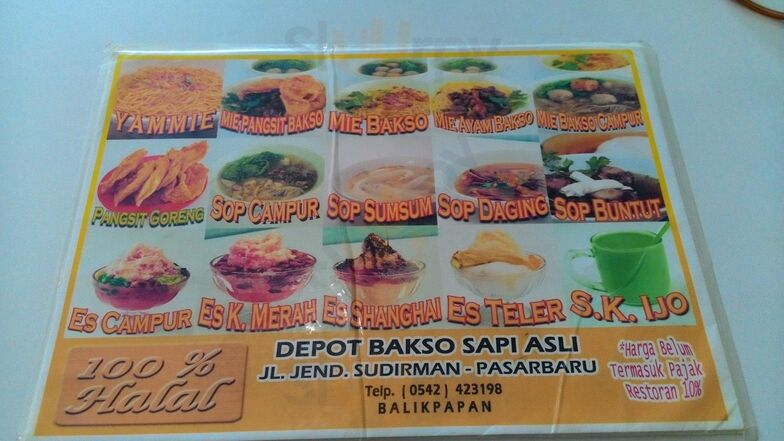 Slurrpy
YAMMIE
MIE PANGSIT BAKSO
MIE BAKSO
MIE AYAM BAKSO
MIE BAKSO CAMPUR
PANGSIT GORENG
SOP CAMPUR
SOP SUMSUM
SOP DAGING
SOP BUNTUT
ES CAMPUR
ES K. MERAH
ES SHANGHAI
ES TELER
S.K. IJO
100 %
Halal
DEPOT BAKSO SAPI ASLI
JL. JEND. SUDIRMAN - PASARBARU
Telp. ( 0542 ) 423198
BALIKPAPAN
*Harga Belum
Termasuk Pajak
Restoran 10%